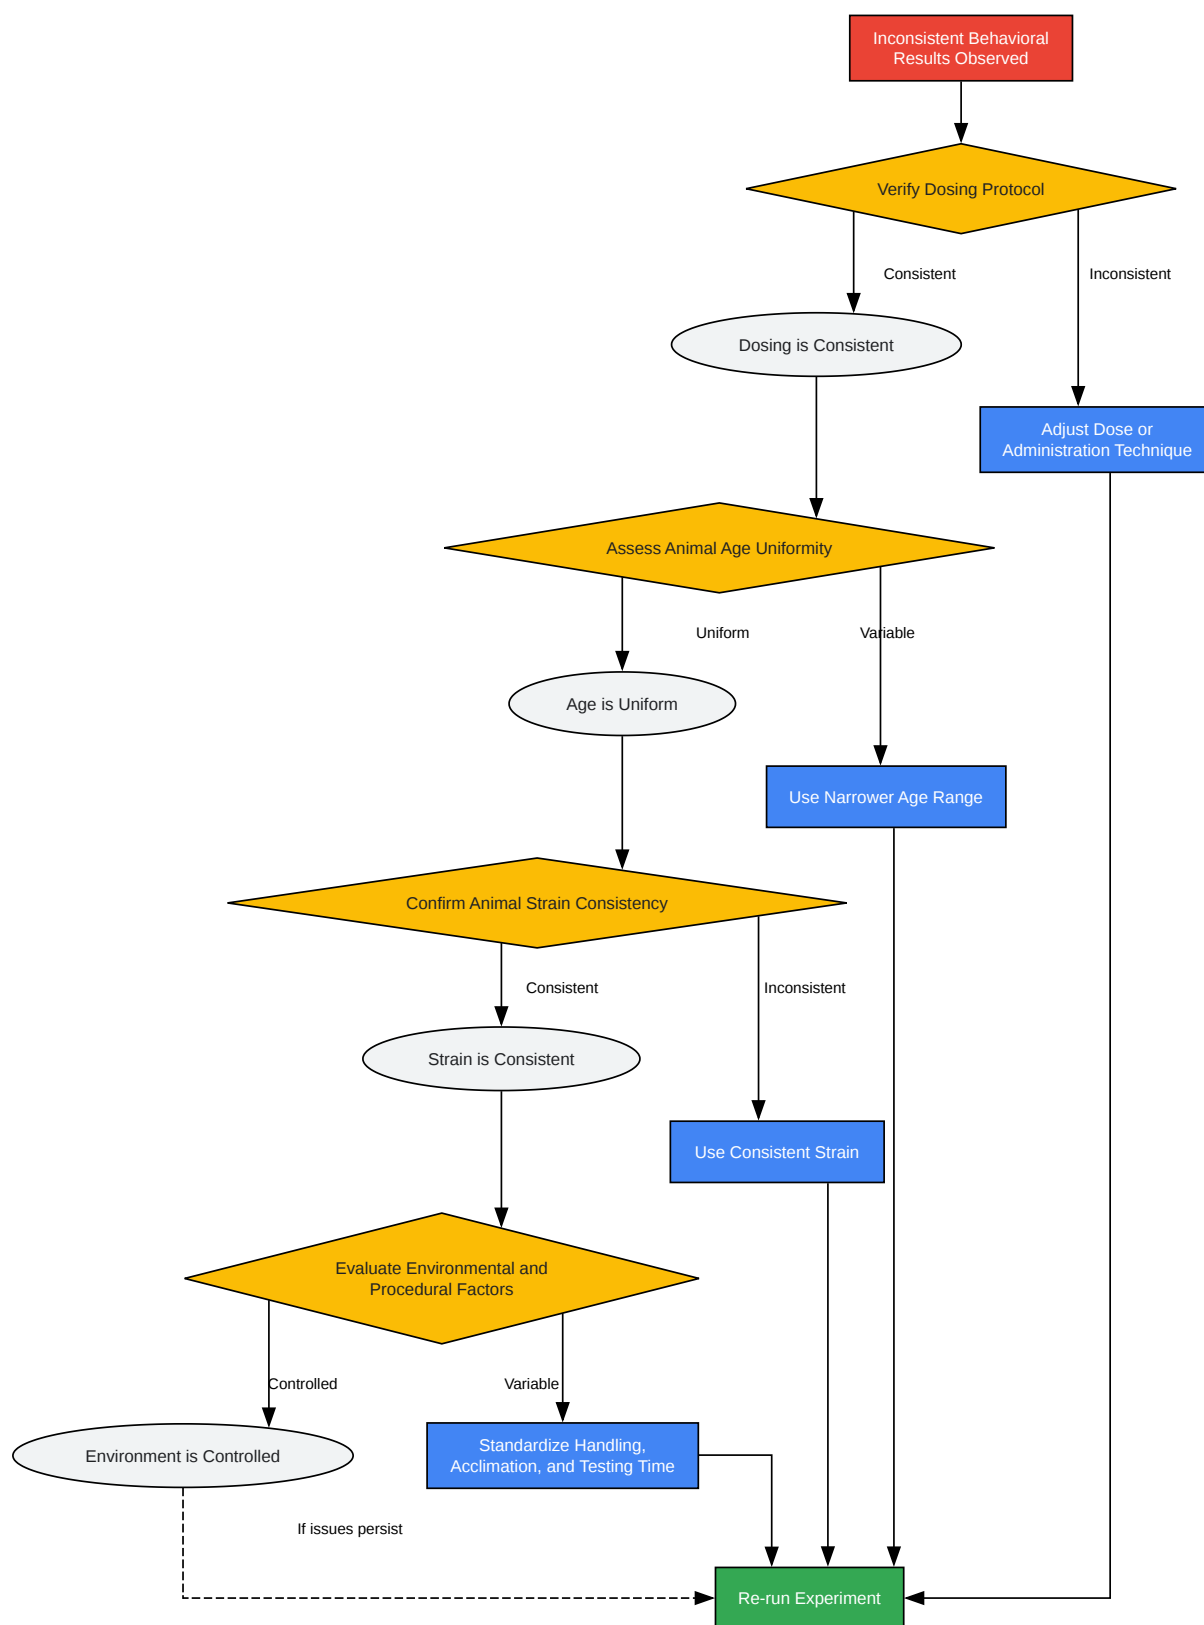 Inconsistent Behavioral
Results Observed
Verify Dosing Protocol
Consistent
Inconsistent
Dosing is Consistent
Adjust Dose or
Administration Technique
Assess Animal Age Uniformity
Uniform
Variable
Age is Uniform
Use Narrower Age Range
Confirm Animal Strain Consistency
Consistent
Inconsistent
Strain is Consistent
Use Consistent Strain
Evaluate Environmental and
Procedural Factors
Controlled
Variable
Environment is Controlled
Standardize Handling,
Acclimation, and Testing Time
If issues persist
Re-run Experiment